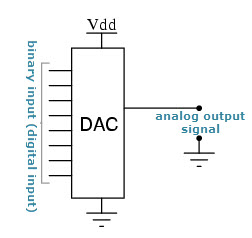 Vdd
binary input (digital input)
DAC
analog output
signal